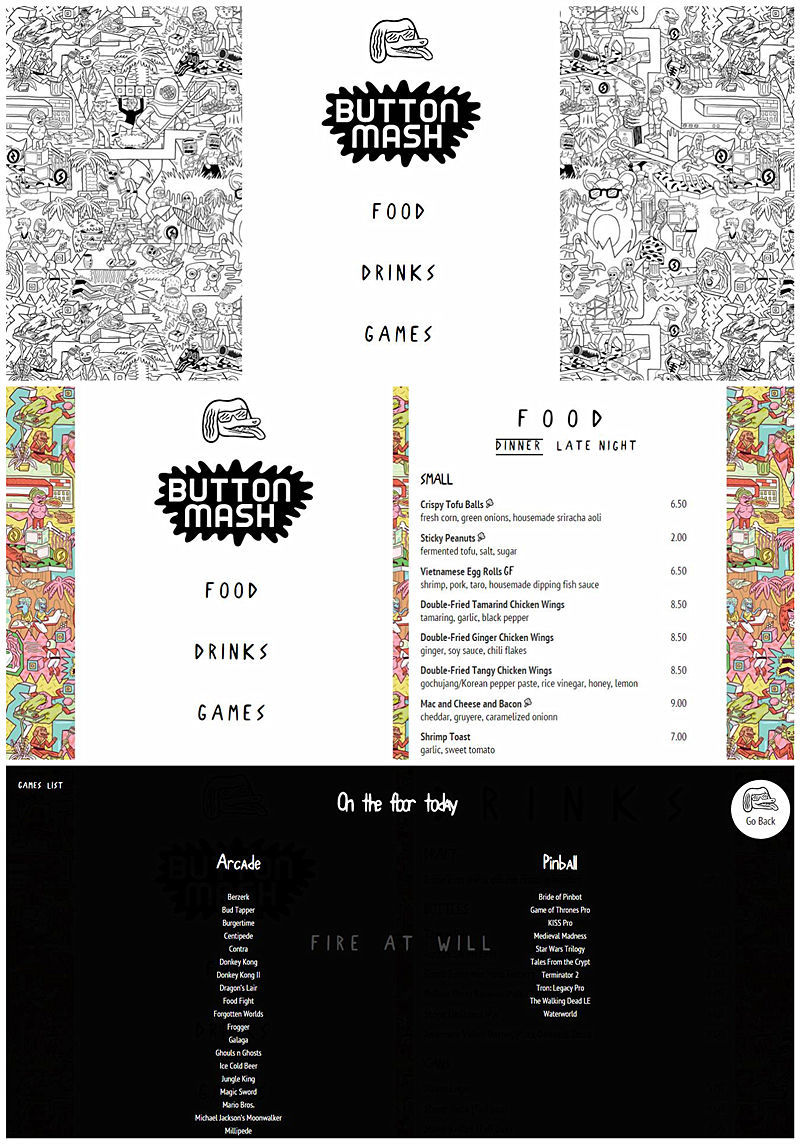 BUTTON
MASH
FOOD
DRINKS
GAMES
BUTTON
MASH
FOOD
DRINKS
GAMES
FOOD
DINNER LATE NIGHT
SMALL
Crispy Tofu Balls 6.50
fresh corn, green onions, housemade sriracha aoli
Sticky Peanuts 2.00
fermented tofu, salt, sugar
Vietnamese Egg Rolls GF 6.50
shrimp, pork, taro, housemade dipping fish sauce
Double-Fried Tamarind Chicken Wings 8.50
tamaring, garlic, black pepper
Double-Fried Ginger Chicken Wings 8.50
ginger, soy sauce, chili flakes
Double-Fried Tangy Chicken Wings 8.50
gochujang/Korean pepper paste, rice vinegar, honey, lemon
Mac and Cheese and Bacon 9.00
cheddar, gruyere, caramelized onionn
Shrimp Toast 7.00
garlic, sweet tomato
GAMES LIST
On the floor today
DRINKS
Go Back
BUTTON
MASH
FIRE AT WILL
Arcade
Berzerk
Bud Tapper
Burgertime
Centipede
Contra
Donkey Kong
Donkey Kong II
Dragon's Lair
Food Fight
Forgotten Worlds
Frogger
Galaga
Ghouls n Ghosts
Ice Cold Beer
Jungle King
Magic Sword
Mario Bros.
Michael Jackson's Moonwalker
Millipede
Pinball
Bride of Pinbot
Game of Thrones Pro
KISS Pro
Medieval Madness
Star Wars Trilogy
Tales From the Crypt
Terminator 2
Tron: Legacy Pro
The Walking Dead LE
Waterworld